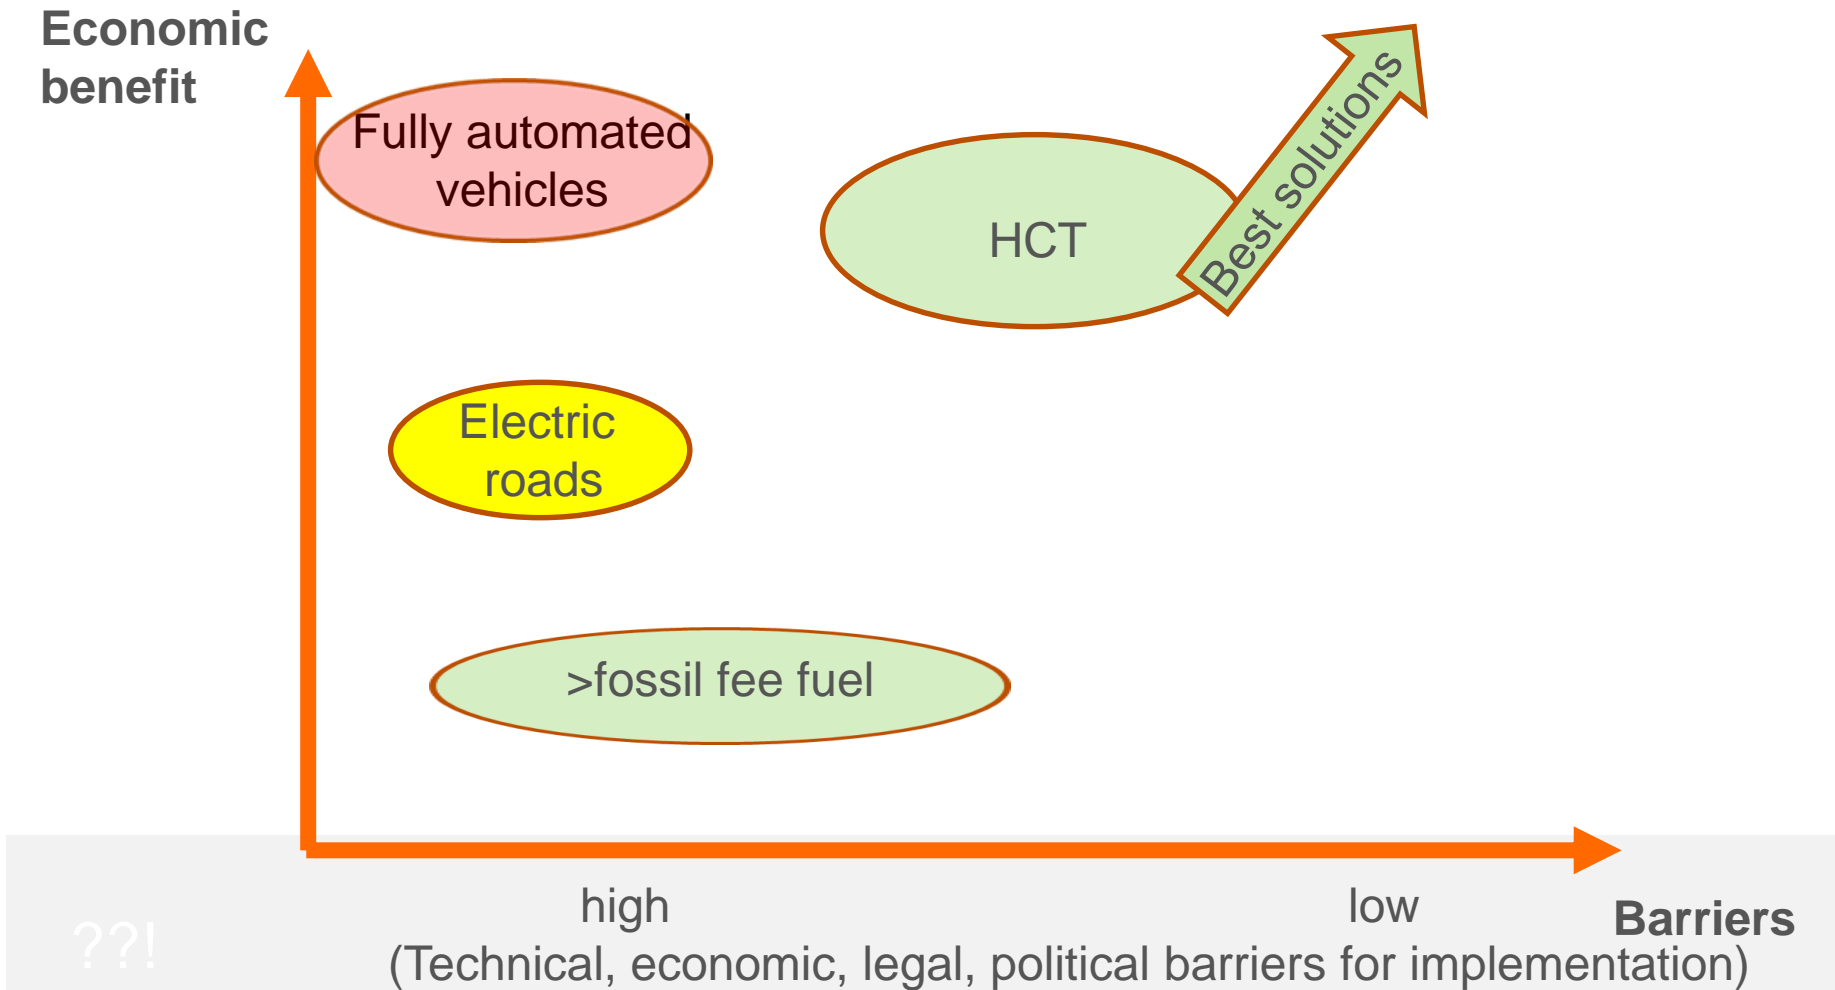 Economic
benefit
Fully automated
vehicles
HCT
Best solutions
Electric
roads
>fossil fee fuel
high
low
Barriers
??!
(Technical, economic, legal, political barriers for implementation)